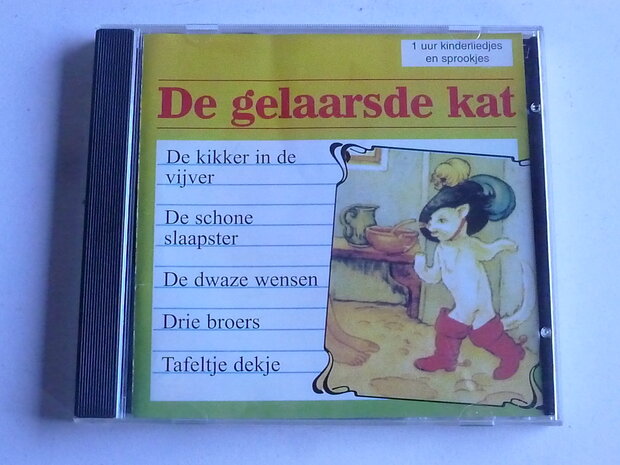 1 uur kinderliedjes
en sprookjes
De gelaarsde kat
De kikker in de
vijver
De schone
slaapster
De dwaze wensen
Drie broers
Tafeltje dekje